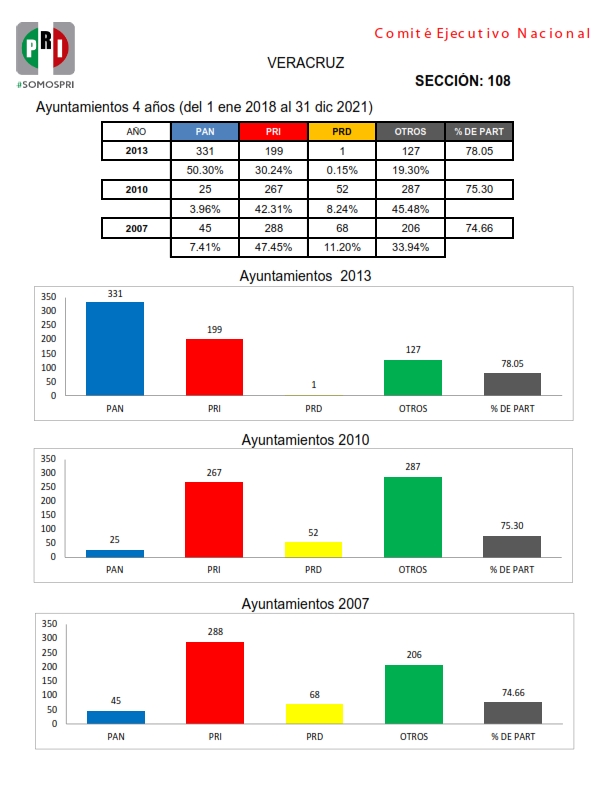 Comité Ejecutivo Nacional
PRI
#SOMOSPRI
VERACRUZ
SECCIÓN: 108
Ayuntamientos 4 años (del 1 ene 2018 al 31 dic 2021)
AÑO PAN PRI PRD OTROS % DE PART
2013 331 199 1 127 78.05
50.30% 30.24% 0.15% 19.30%
2010 25 267 52 287 75.30
3.96% 42.31% 8.24% 45.48%
2007 45 288 68 206 74.66
7.41% 47.45% 11.20% 33.94%
Ayuntamientos 2013
350
300
250
200
150
100
50
0
331
199
1
127
78.05
PAN PRI PRD OTROS % DE PART
Ayuntamientos 2010
350
300
250
200
150
100
50
0
25
267
52
287
75.30
PAN PRI PRD OTROS % DE PART
Ayuntamientos 2007
350
300
250
200
150
100
50
0
45
288
68
206
74.66
PAN PRI PRD OTROS % DE PART